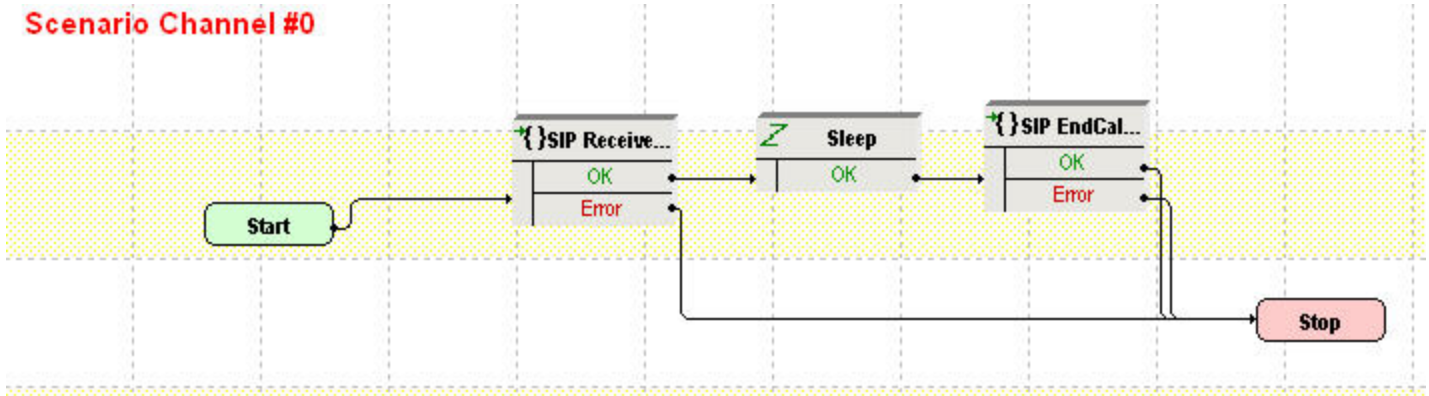 Scenario Channel #0
{}SIP Receive...
OK
Error
Z Sleep
OK
{}SIP EndCal...
OK
Error
Start
Stop